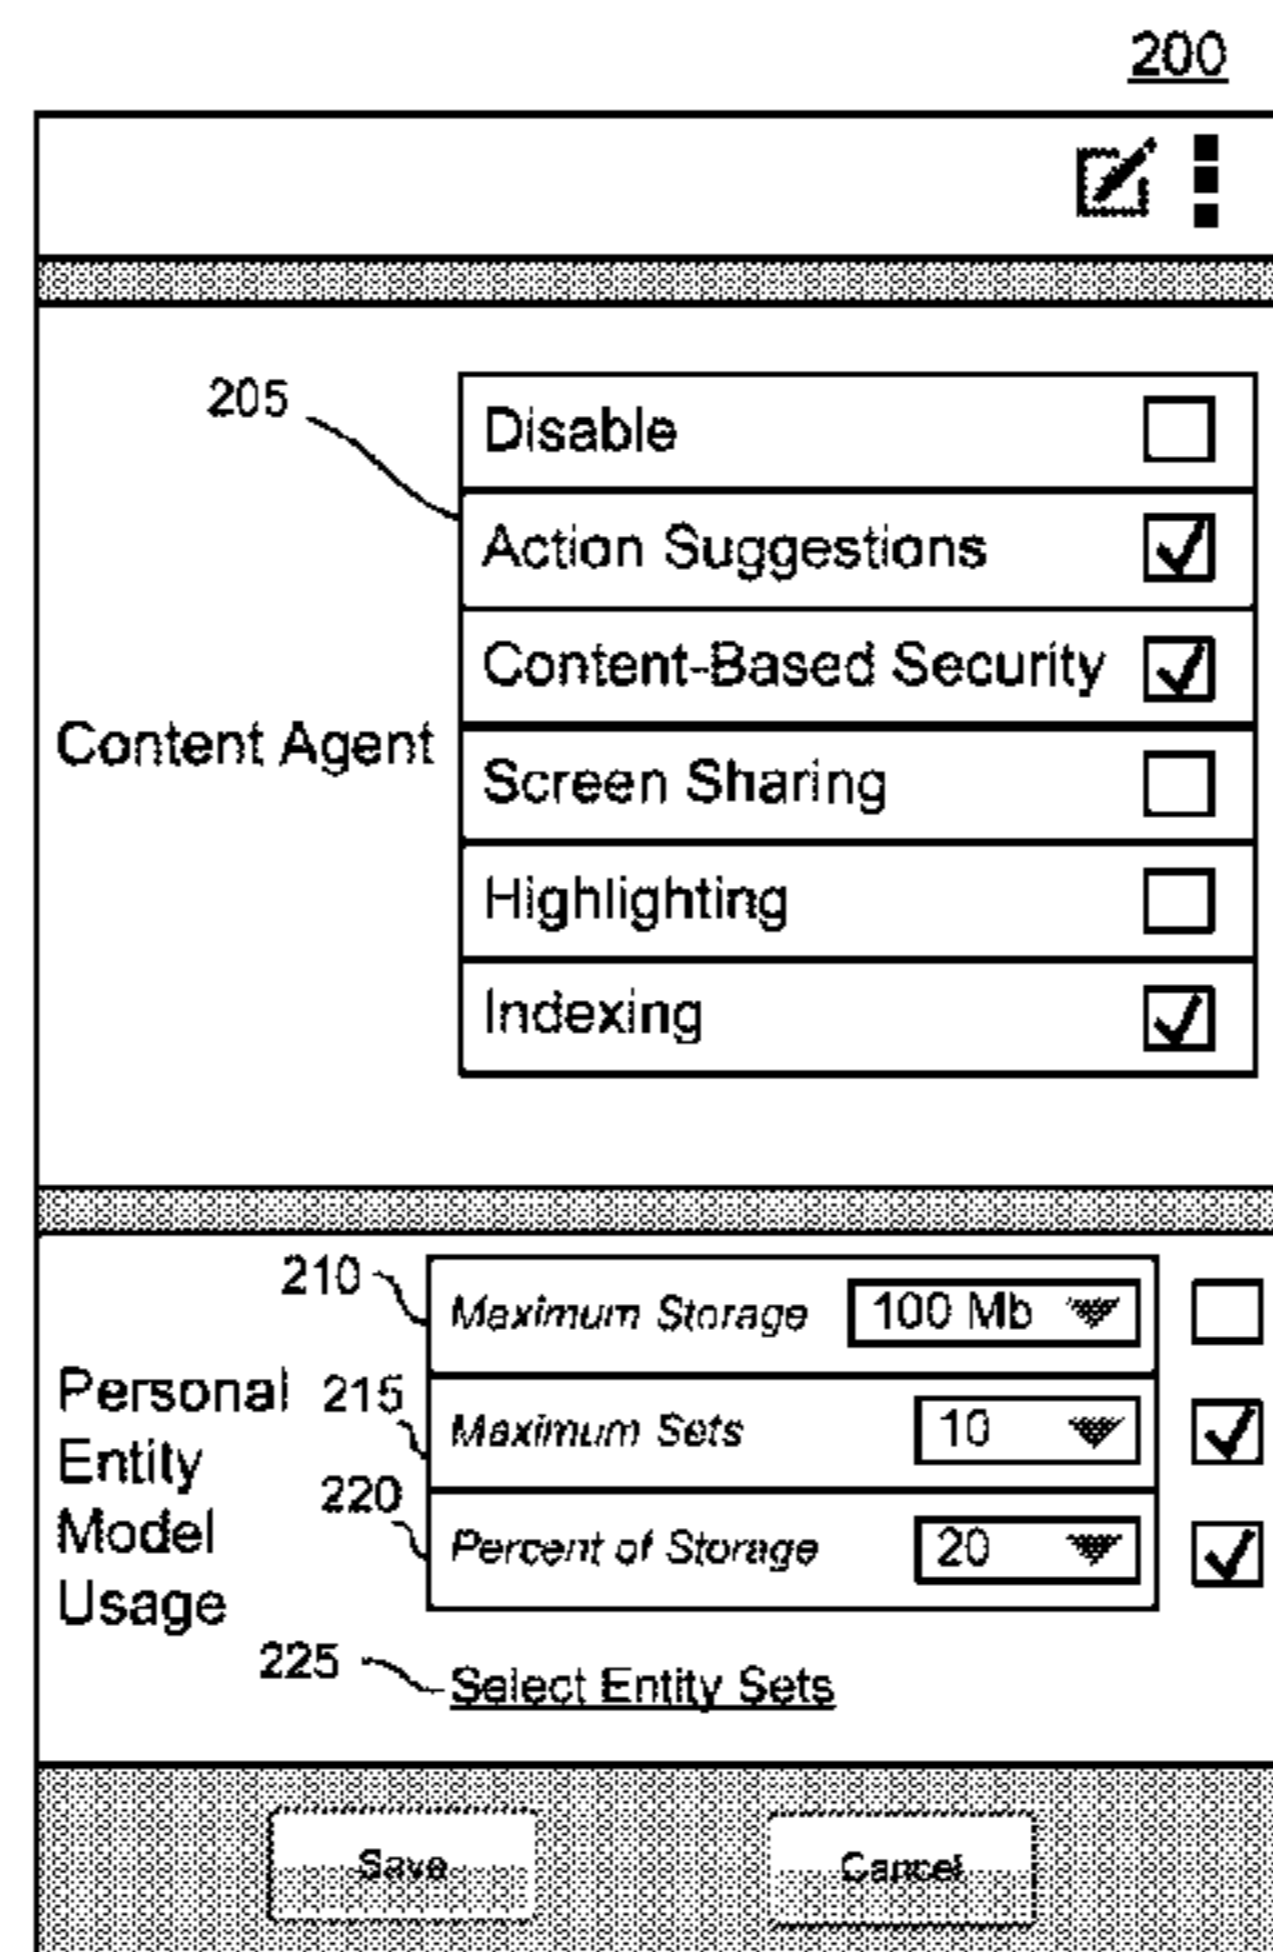 200
205
Disable
Action Suggestions
Content-Based Security
Content Agent
Screen Sharing
Highlighting
Indexing
210
Maximum Storage 100 Mb
Personal
Entity
Model
Usage
215
Maximum Sets 10
220
Percent of Storage 20
225
Select Entity Sets
Save
Cancel